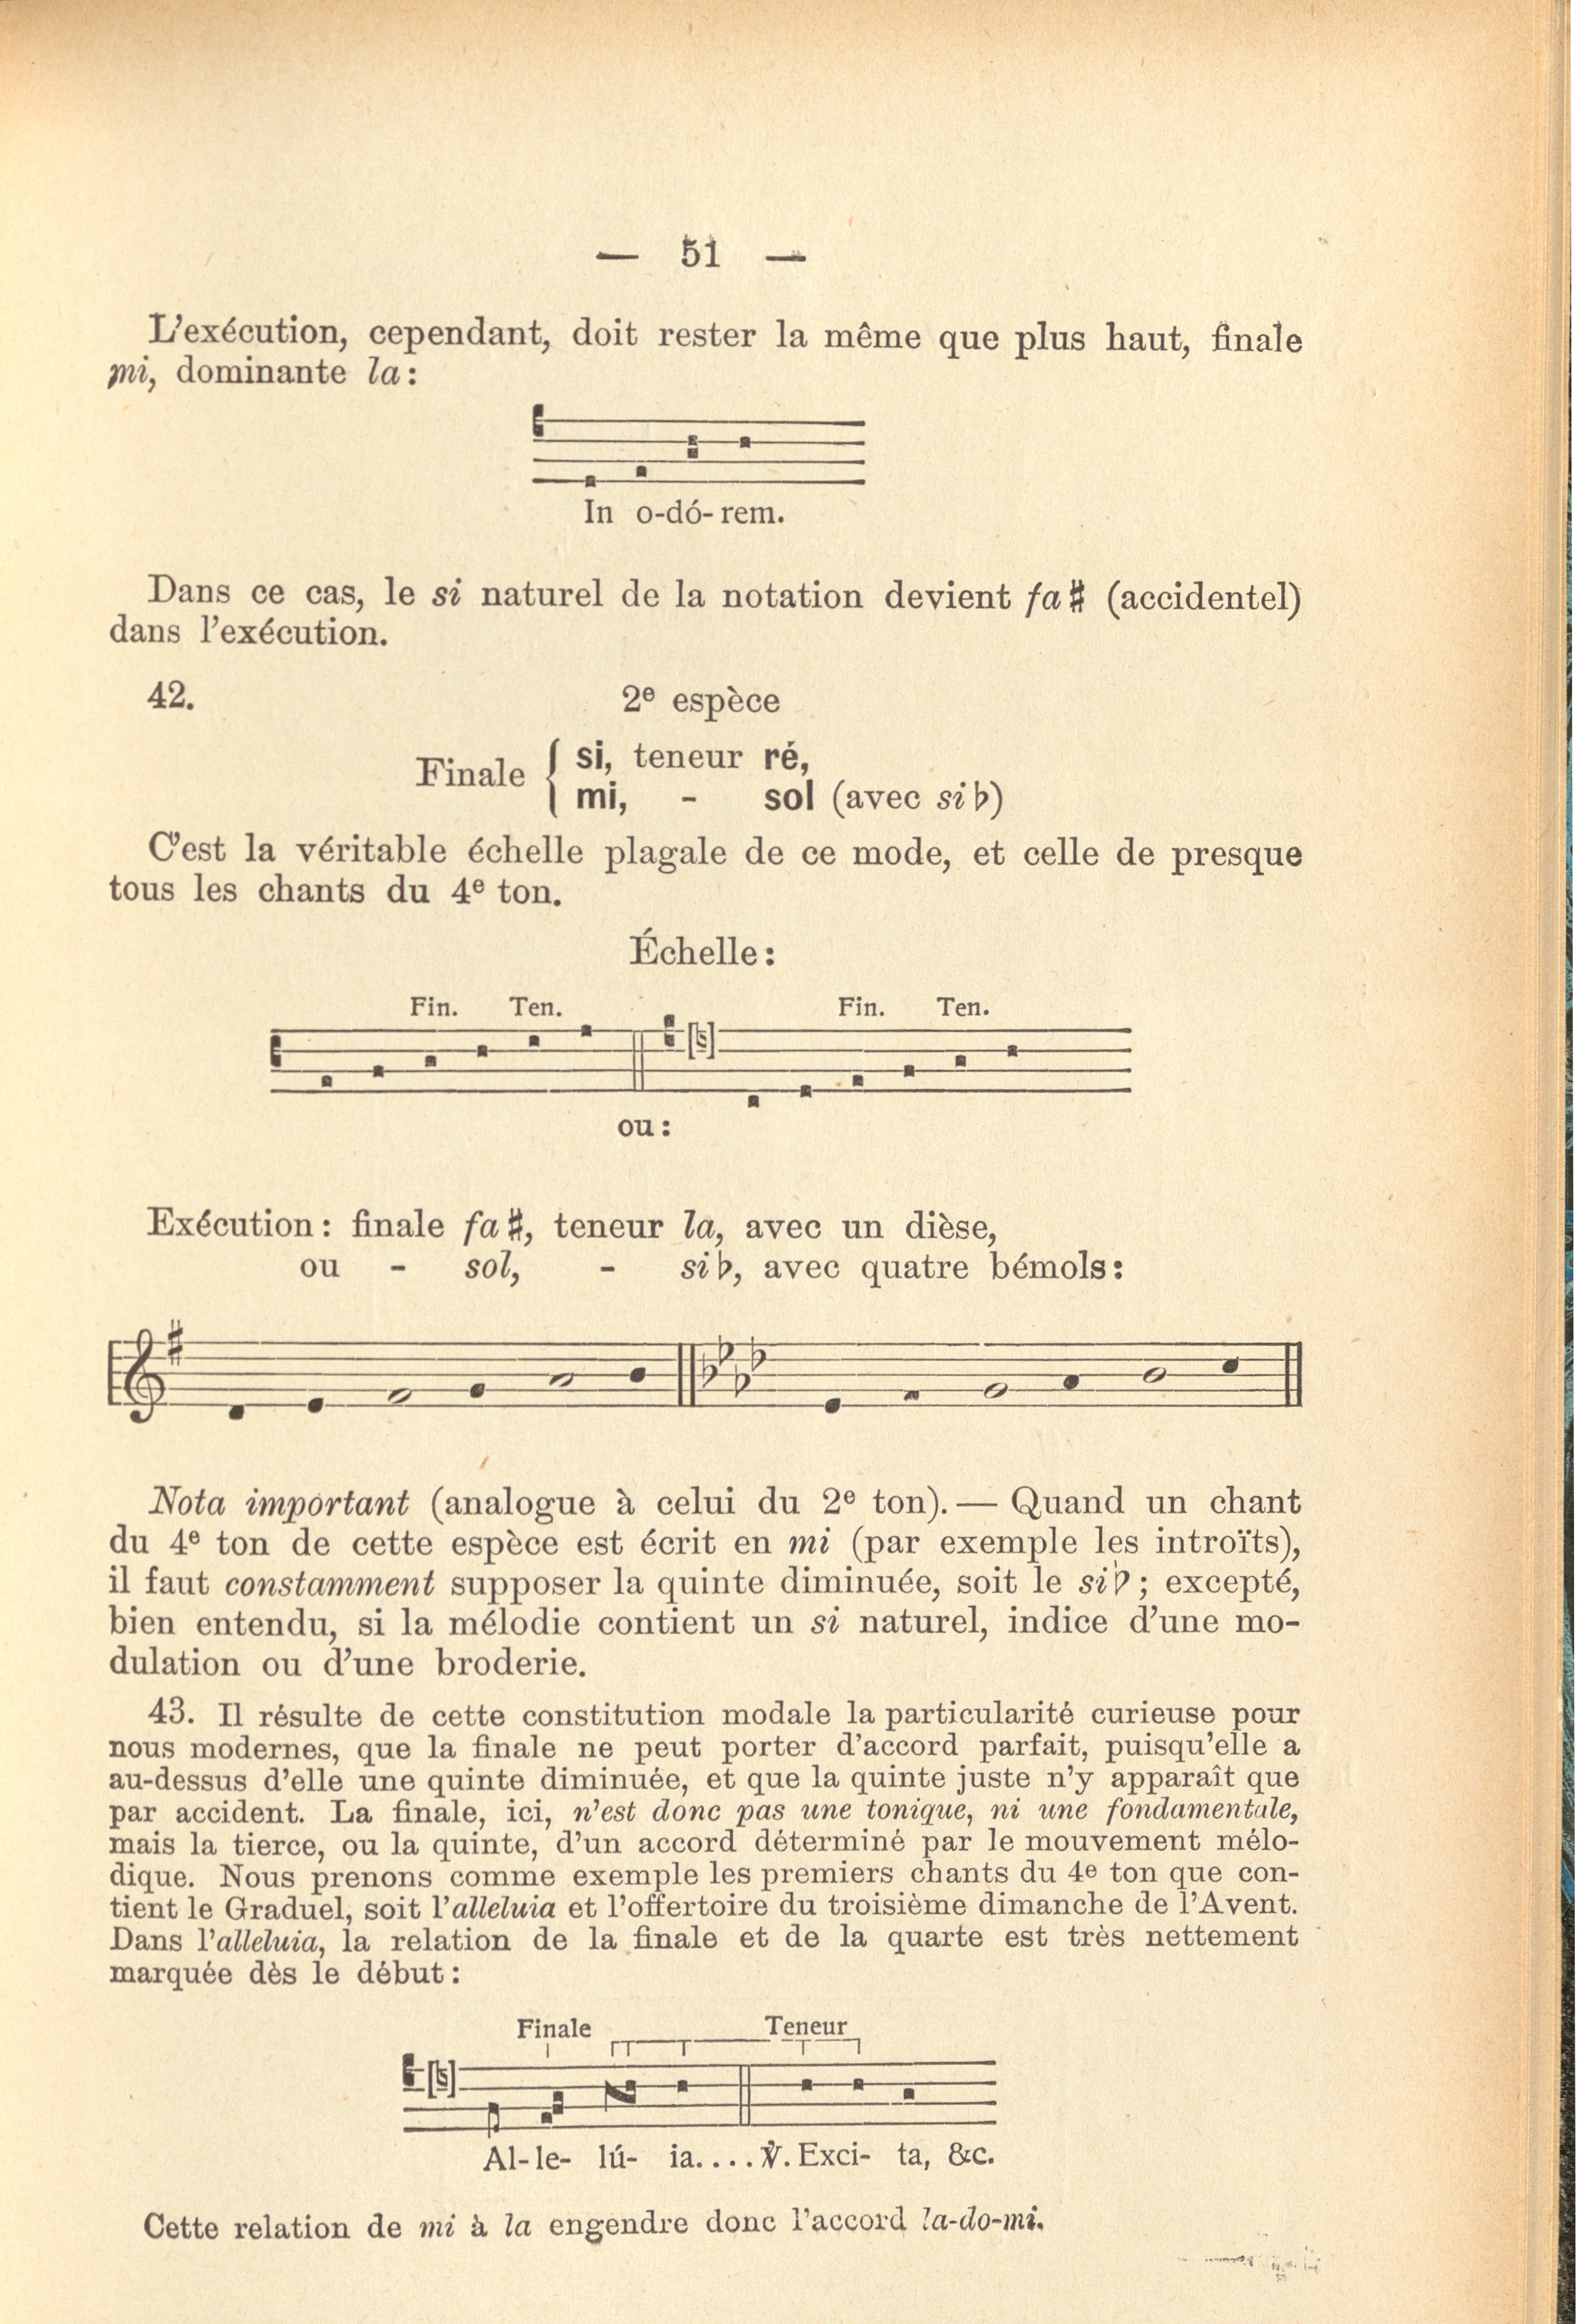 — 51 —
L'exécution, cependant, doit rester la même que plus haut, finale
mi, dominante la:
In o-dó-rem.
Dans ce cas, le si naturel de la notation devient fa♯ (accidentel)
dans l'exécution.
42. 2e espèce
Finale { si, teneur ré,
mi, - sol (avec si♭)
C'est la véritable échelle plagale de ce mode, et celle de presque
tous les chants du 4e ton.
Échelle:
Fin. Ten. Fin. Ten.
ou:
Exécution: finale fa♯, teneur la, avec un dièse,
ou - sol, - si♭, avec quatre bémols:
Nota important (analogue à celui du 2e ton). — Quand un chant
du 4e ton de cette espèce est écrit en mi (par exemple les introïts),
il faut constamment supposer la quinte diminuée, soit le si♭; excepté,
bien entendu, si la mélodie contient un si naturel, indice d'une mo-
dulation ou d'une broderie.
43. Il résulte de cette constitution modale la particularité curieuse pour
nous modernes, que la finale ne peut porter d'accord parfait, puisqu'elle a
au-dessus d'elle une quinte diminuée, et que la quinte juste n'y apparaît que
par accident. La finale, ici, n'est donc pas une tonique, ni une fondamentale,
mais la tierce, ou la quinte, d'un accord déterminé par le mouvement mélo-
dique. Nous prenons comme exemple les premiers chants du 4e ton que con-
tient le Graduel, soit l'alleluia et l'offertoire du troisième dimanche de l'Avent.
Dans l'alleluia, la relation de la finale et de la quarte est très nettement
marquée dès le début:
Finale Teneur
Al-le- lú- ia.... ℣. Exci- ta, &c.
Cette relation de mi à la engendre donc l'accord la-do-mi.